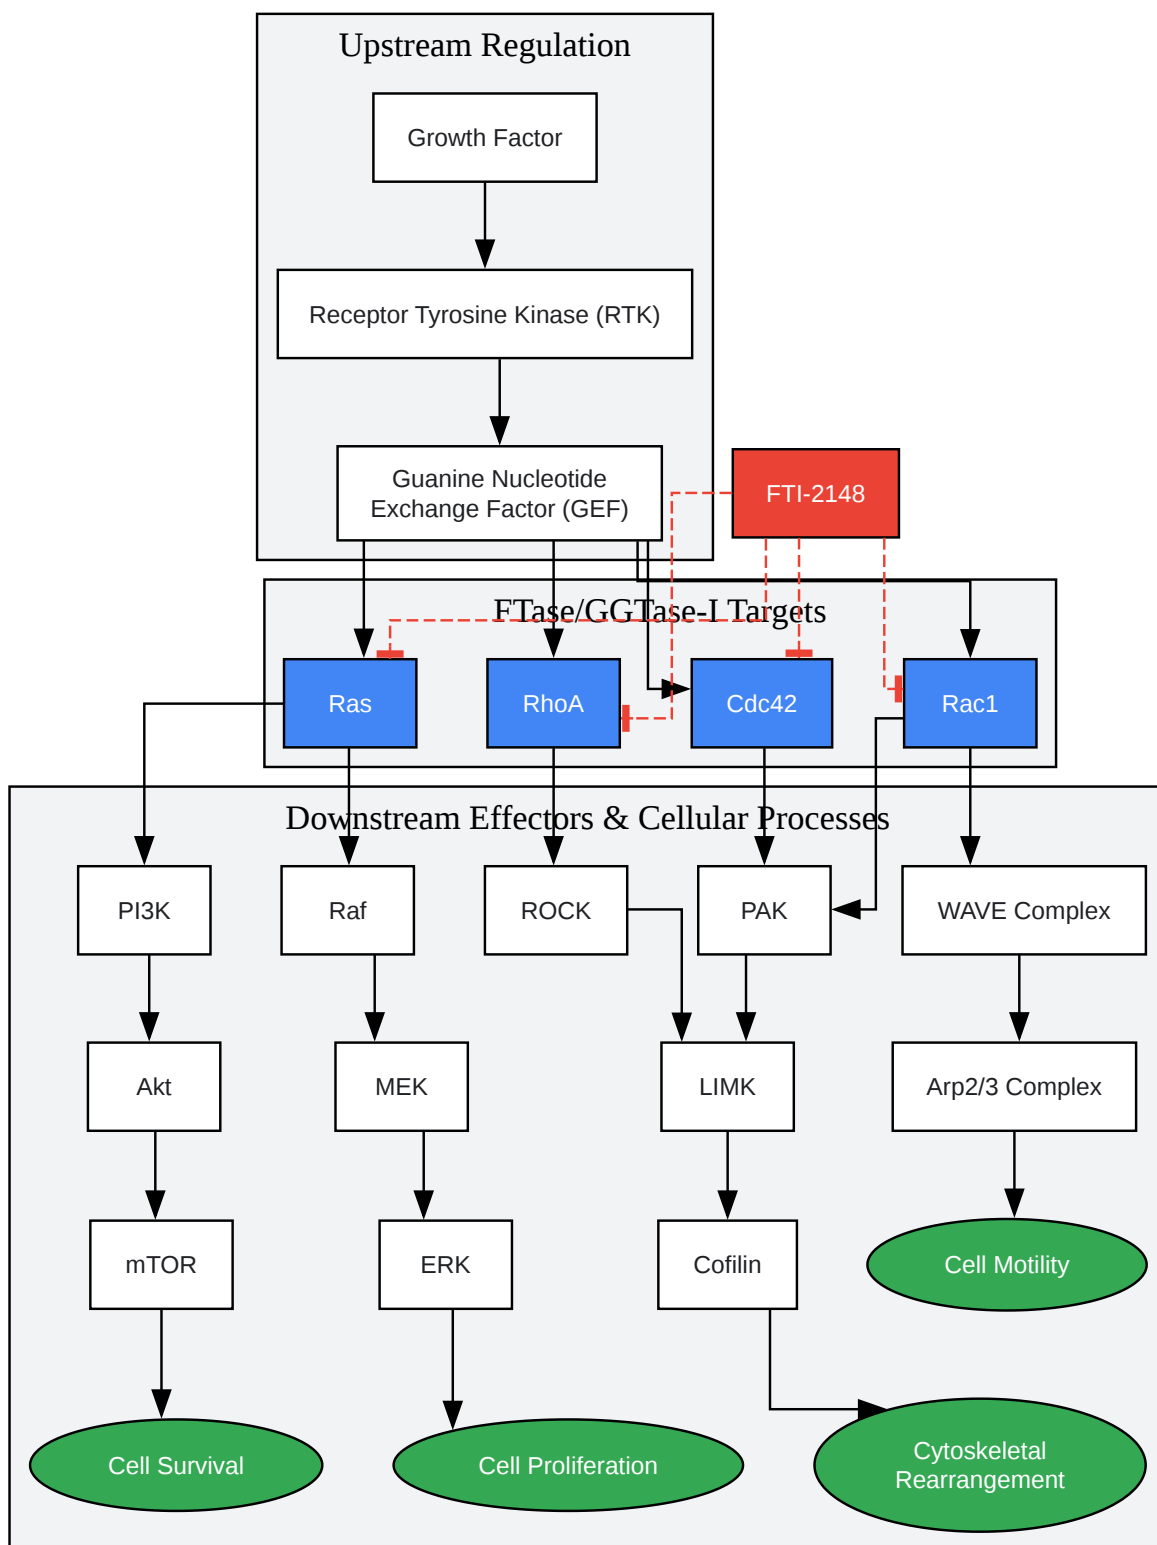 Upstream Regulation
Growth Factor
Receptor Tyrosine Kinase (RTK)
Guanine Nucleotide
Exchange Factor (GEF)
FTI-2148
FTase/GGTase-I Targets
Ras
RhoA
Cdc42
Rac1
Downstream Effectors & Cellular Processes
PI3K
Raf
ROCK
PAK
WAVE Complex
Akt
MEK
LIMK
Arp2/3 Complex
mTOR
ERK
Cofilin
Cell Motility
Cell Survival
Cell Proliferation
Cytoskeletal
Rearrangement